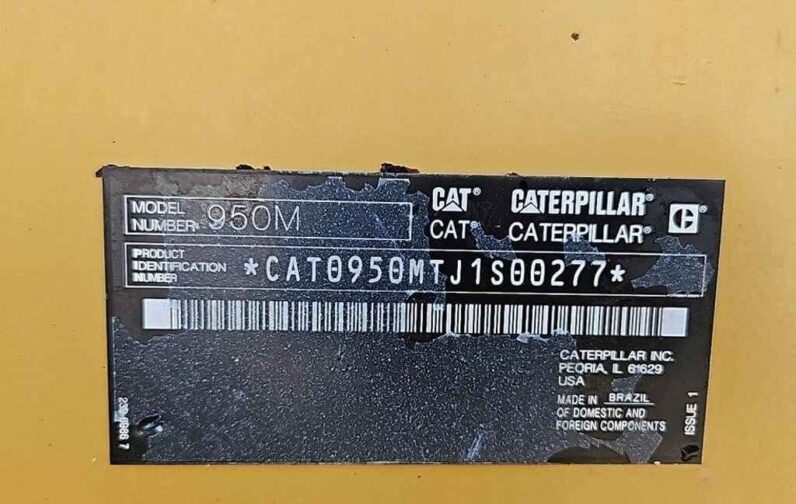 MODEL
NUMBER 950M
CAT® CATERPILLAR® C®
CAT® CATERPILLAR®
PRODUCT
IDENTIFICATION
NUMBER
*CAT0950MTJ1S00277*
CATERPILLAR INC.
PEORIA, IL 61629
USA
MADE IN BRAZIL
OF DOMESTIC AND
FOREIGN COMPONENTS
ISSUE 1